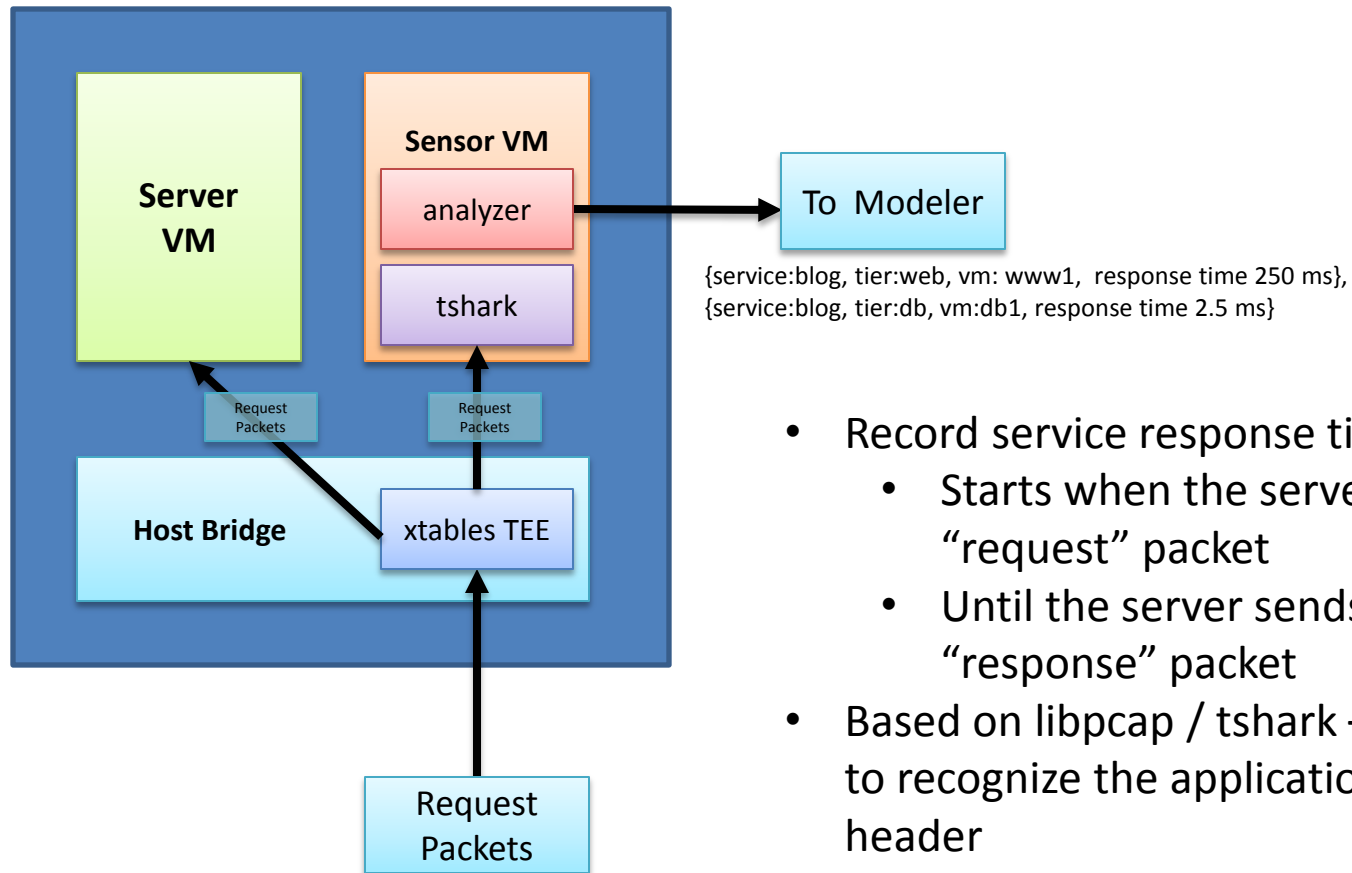 Server
VM
Sensor VM
analyzer
tshark
To Modeler
{service:blog, tier:web, vm: www1, response time 250 ms},
{service:blog, tier:db, vm:db1, response time 2.5 ms}
Request
Packets
Request
Packets
Host Bridge
xtables TEE
Request
Packets
• Record service response
• Starts when the
“request” packet
• Until the server sends
“response” packet
• Based on libpcap / tshark
to recognize the
header